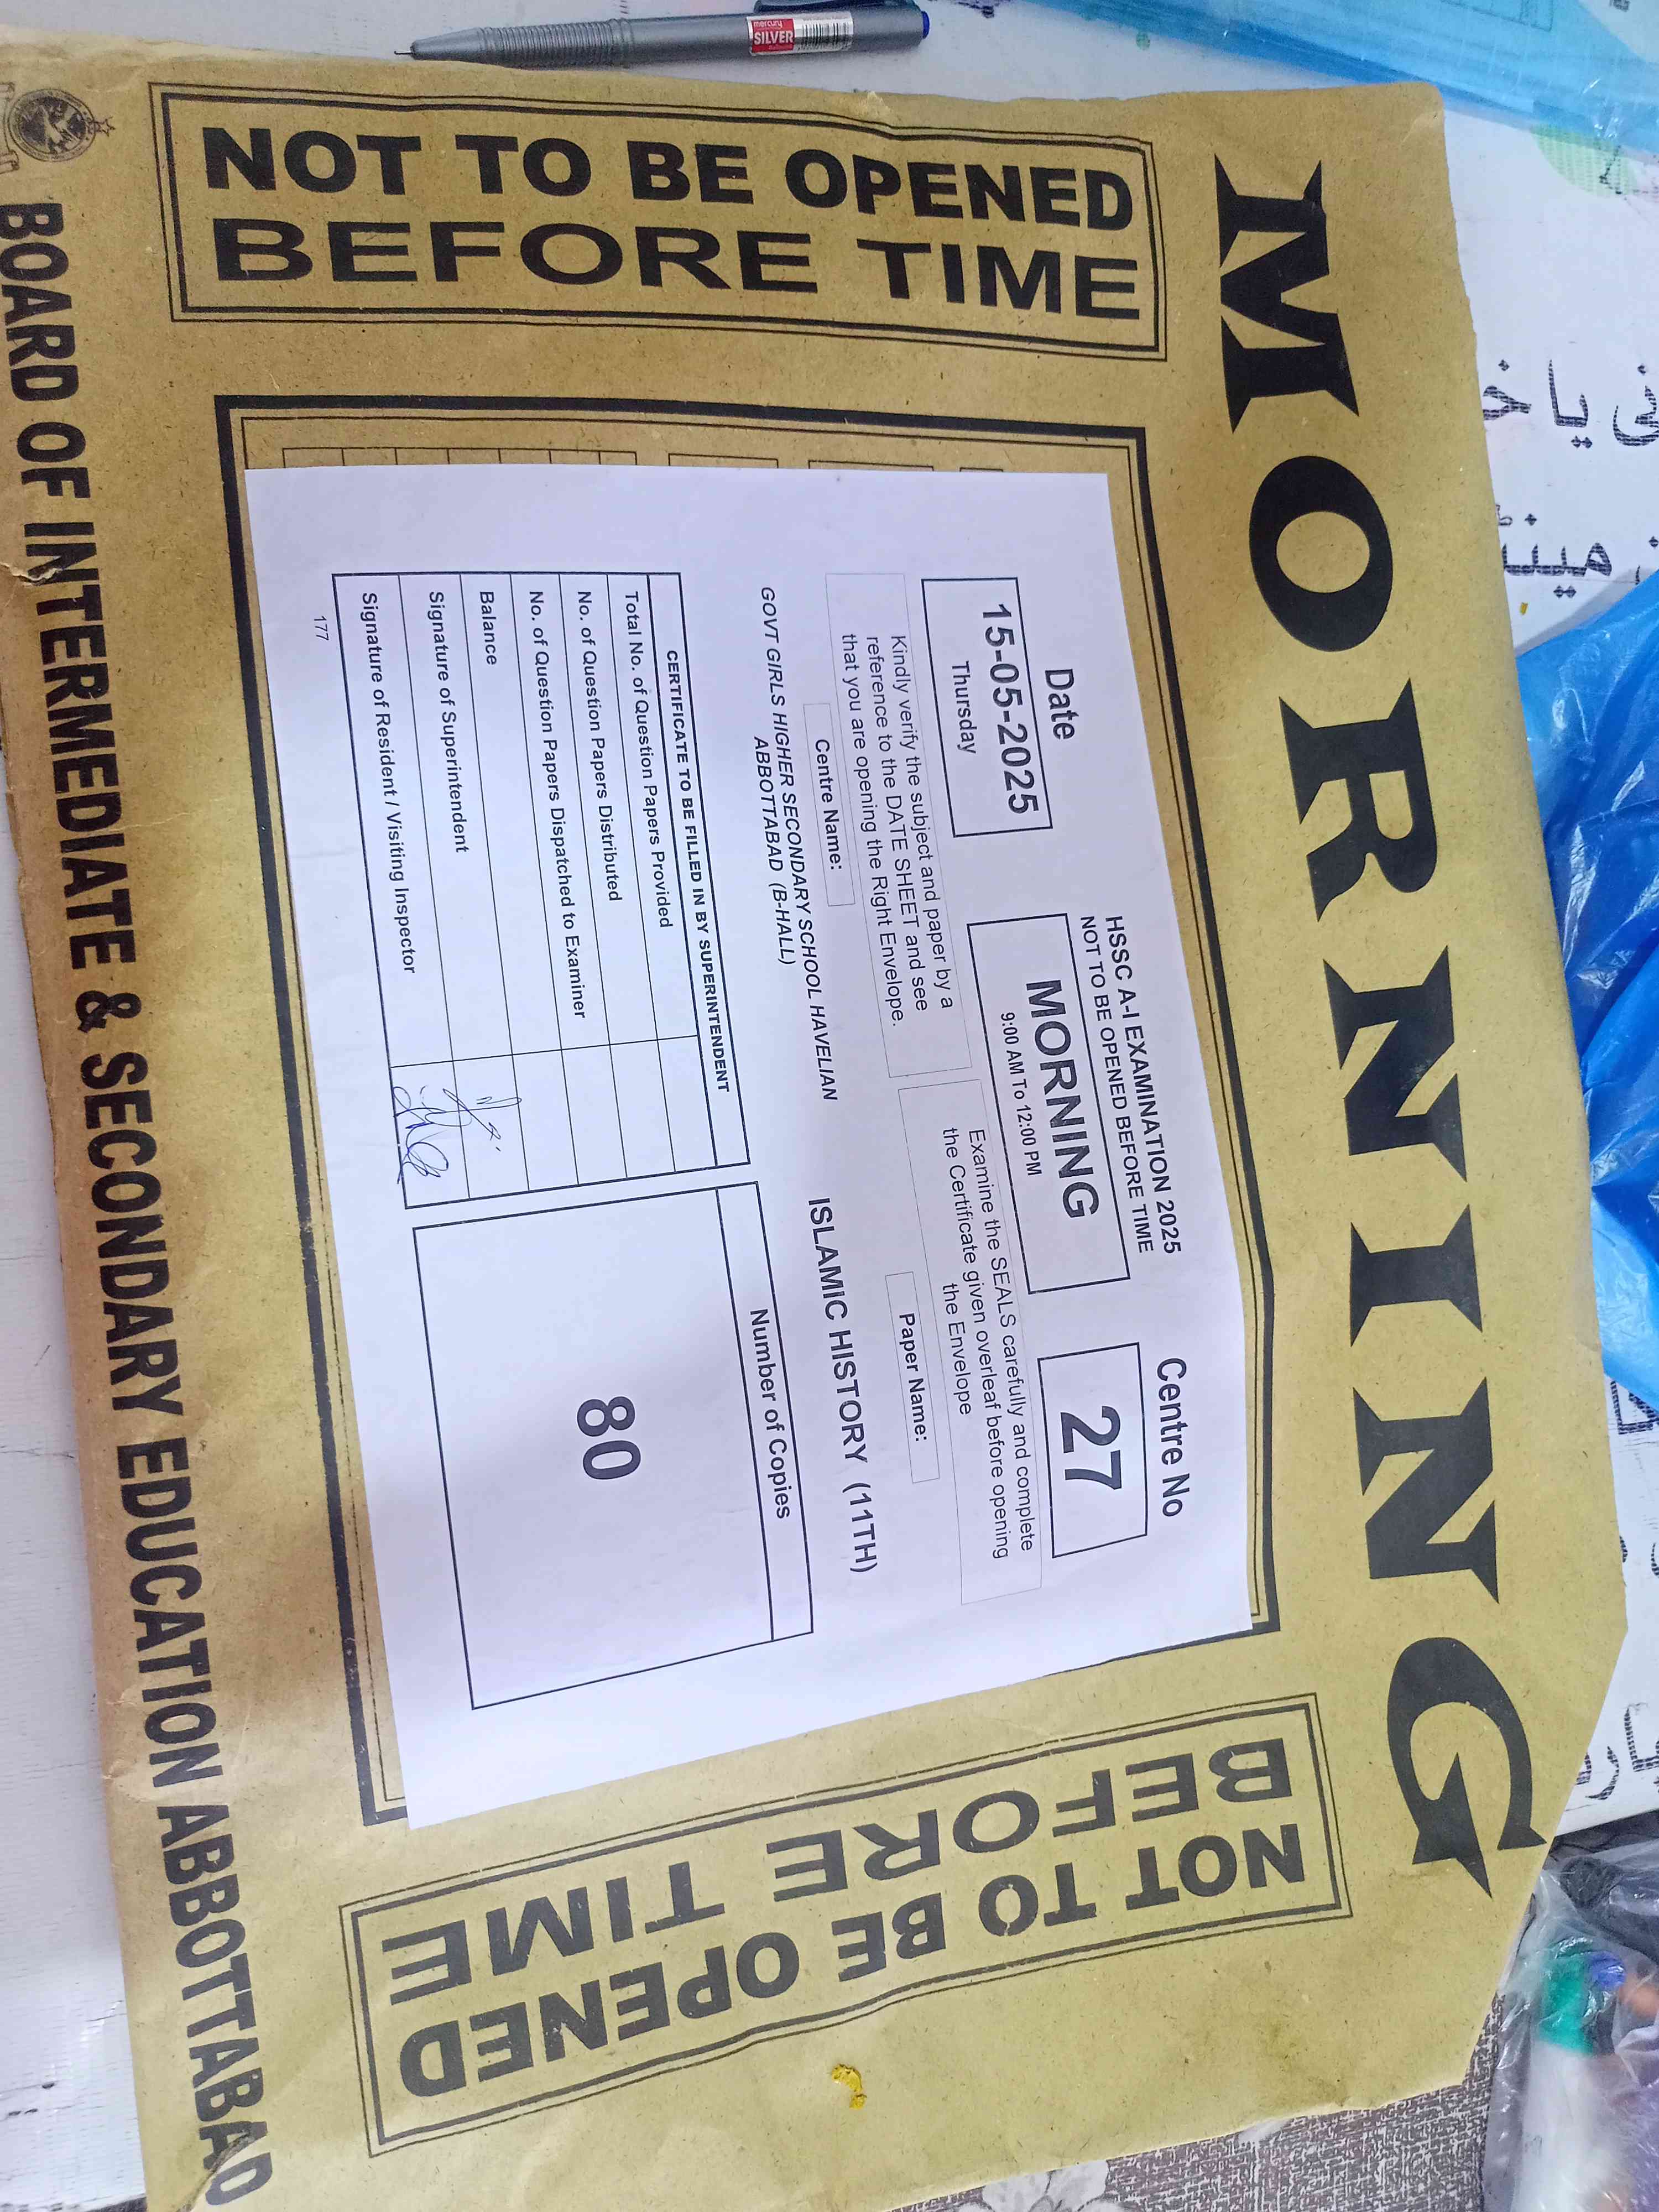 MORNING
NOT TO BE OPENED
BEFORE TIME
HSSC A-I EXAMINATION 2025
NOT TO BE OPENED BEFORE TIME
Date
15-05-2025
Thursday
MORNING
9:00 AM To 12:00 PM
Centre No
27
Kindly verify the subject and paper by a
reference to the DATE SHEET and see
that you are opening the Right Envelope.
Examine the SEALS carefully and complete
the Certificate given overleaf before opening
the Envelope
Centre Name:
GOVT GIRLS HIGHER SECONDARY SCHOOL HAVELIAN
ABBOTTABAD (B-HALL)
Paper Name:
ISLAMIC HISTORY (11TH)
CERTIFICATE TO BE FILLED IN BY SUPERINTENDENT
Total No. of Question Papers Provided
No. of Question Papers Distributed
No. of Question Papers Dispatched to Examiner
Balance
Signature of Superintendent
Signature of Resident / Visiting Inspector
Number of Copies
80
177
NOT TO BE OPENED
BEFORE TIME
BOARD OF INTERMEDIATE & SECONDARY EDUCATION ABBOTTABAD
mercury
SILVER